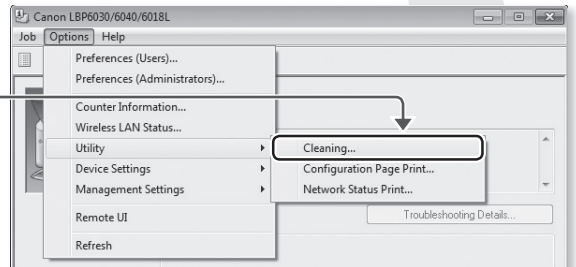 Canon LBP6030/6040/6018L
Job Options Help
Preferences (Users)...
Preferences (Administrators)...
Counter Information...
Wireless LAN Status...
Utility
Cleaning...
Device Settings
Configuration Page Print...
Management Settings
Network Status Print...
Remote UI
Troubleshooting Details...
Refresh